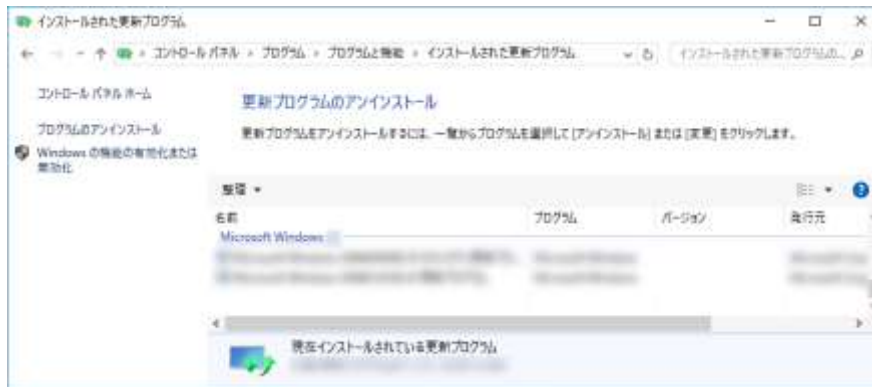 インストールされた更新プログラム
コントロール パネル › プログラム › プログラムと機能 › インストールされた更新プログラム
インストールされた更新プログラムの...
コントロール パネル ホーム
プログラムのアンインストール
Windows の機能の有効化または
無効化
更新プログラムのアンインストール
更新プログラムをアンインストールするには、一覧からプログラムを選択して [アンインストール] または [変更] をクリックします。
整理
名前 プログラム バージョン 発行元
Microsoft Windows
現在インストールされている更新プログラム